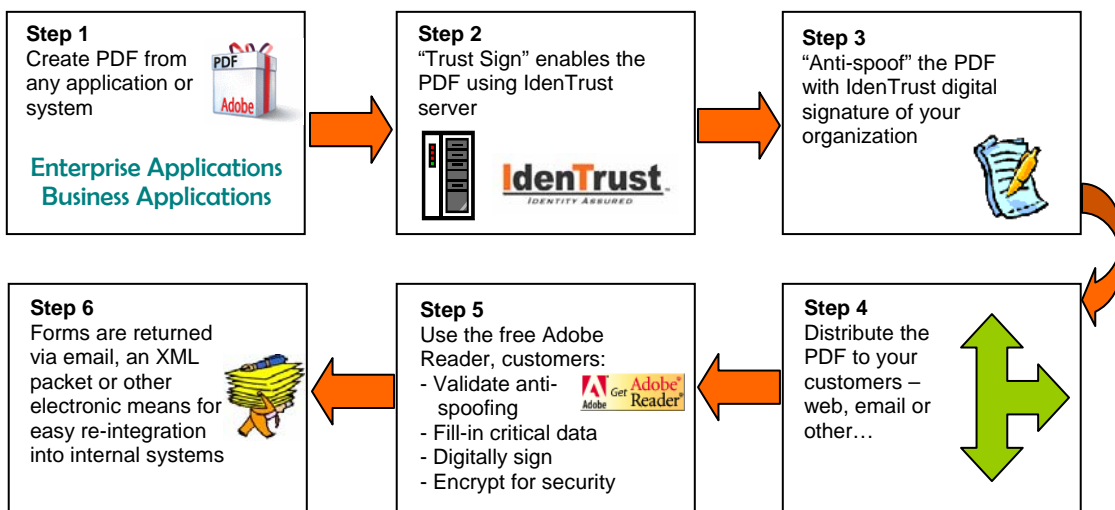 Step 1
Create PDF from
any application or
system
PDF
Adobe
Enterprise Applications
Business Applications
Step 2
“Trust Sign” enables the
PDF using IdenTrust
server
IdenTrust™
IDENTITY ASSURED
Step 3
“Anti-spoof” the PDF
with IdenTrust digital
signature of your
organization
Step 6
Forms are returned
via email, an XML
packet or other
electronic means for
easy re-integration
into internal systems
Step 5
Use the free Adobe
Reader, customers:
- Validate anti-
spoofing
- Fill-in critical data
- Digitally sign
- Encrypt for security
Adobe
Get Adobe®
Reader®
Step 4
Distribute the
PDF to your
customers –
web, email or
other…